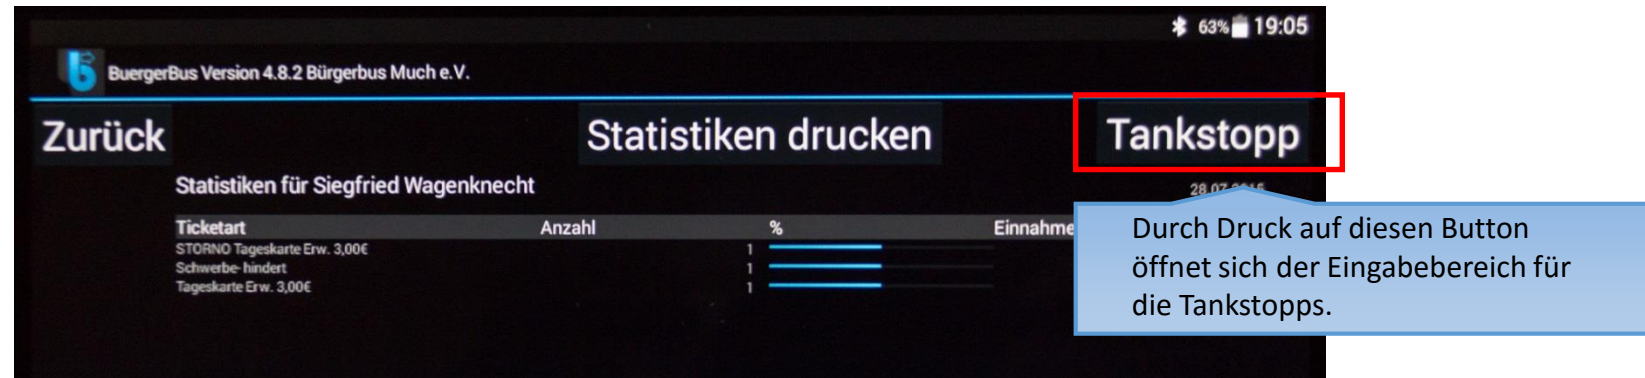 63% 19:05
BuergerBus Version 4.8.2 Bürgerbus Much e.V.
Zurück Statistiken drucken Tankstopp
Statistiken für Siegfried Wagenknecht 28.07.
Ticketart Anzahl % Einnahme
STORNO Tageskarte Erw. 3,00€ 1
Schwerbe- hindert 1
Tageskarte Erw. 3,00€ 1
Durch Druck auf diesen Button
öffnet sich der Eingabebereich für
die Tankstopps.